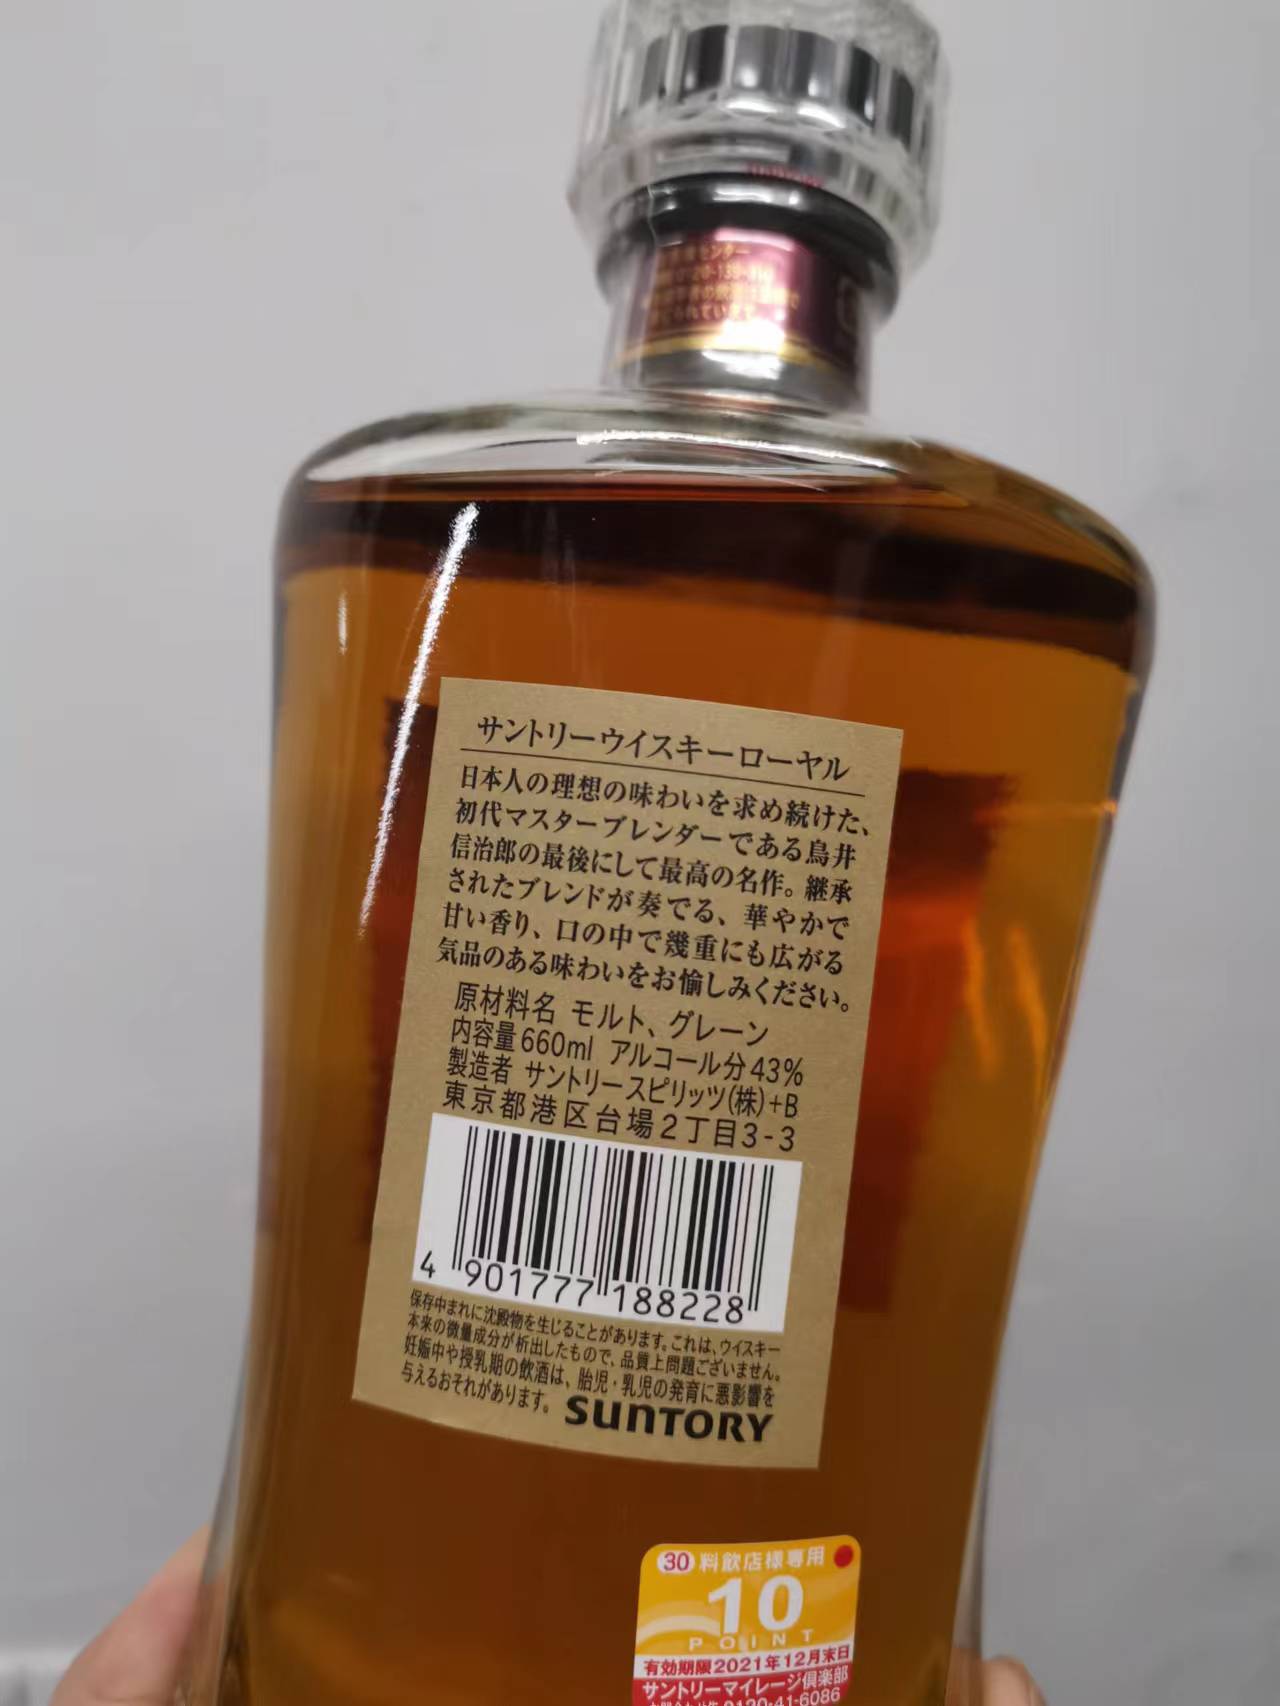 サントリーウイスキーローヤル
日本人の理想の味わいを求め続けた、
初代マスターブレンダーである鳥井
信治郎の最後にして最高の名作。継承
されたブレンドが奏でる、華やかで
甘い香り、口の中で幾重にも広がる
気品のある味わいをお愉しみください。
原材料名 モルト、グレーン
内容量660ml アルコール分43%
製造者 サントリースピリッツ(株)+B
東京都港区台場2丁目3-3
4 901777 188228
保存中まれに沈殿物を生じることがあります。これは、ウイスキー
本来の微量成分が析出したもので、品質上問題ございません。
妊娠中や授乳期の飲酒は、胎児・乳児の発育に悪影響を
与えるおそれがあります。
SUNTORY
30 料飲店様専用
10
POINT
有効期限2021年12月末日
サントリーマイレージ倶楽部
0120-41-6086